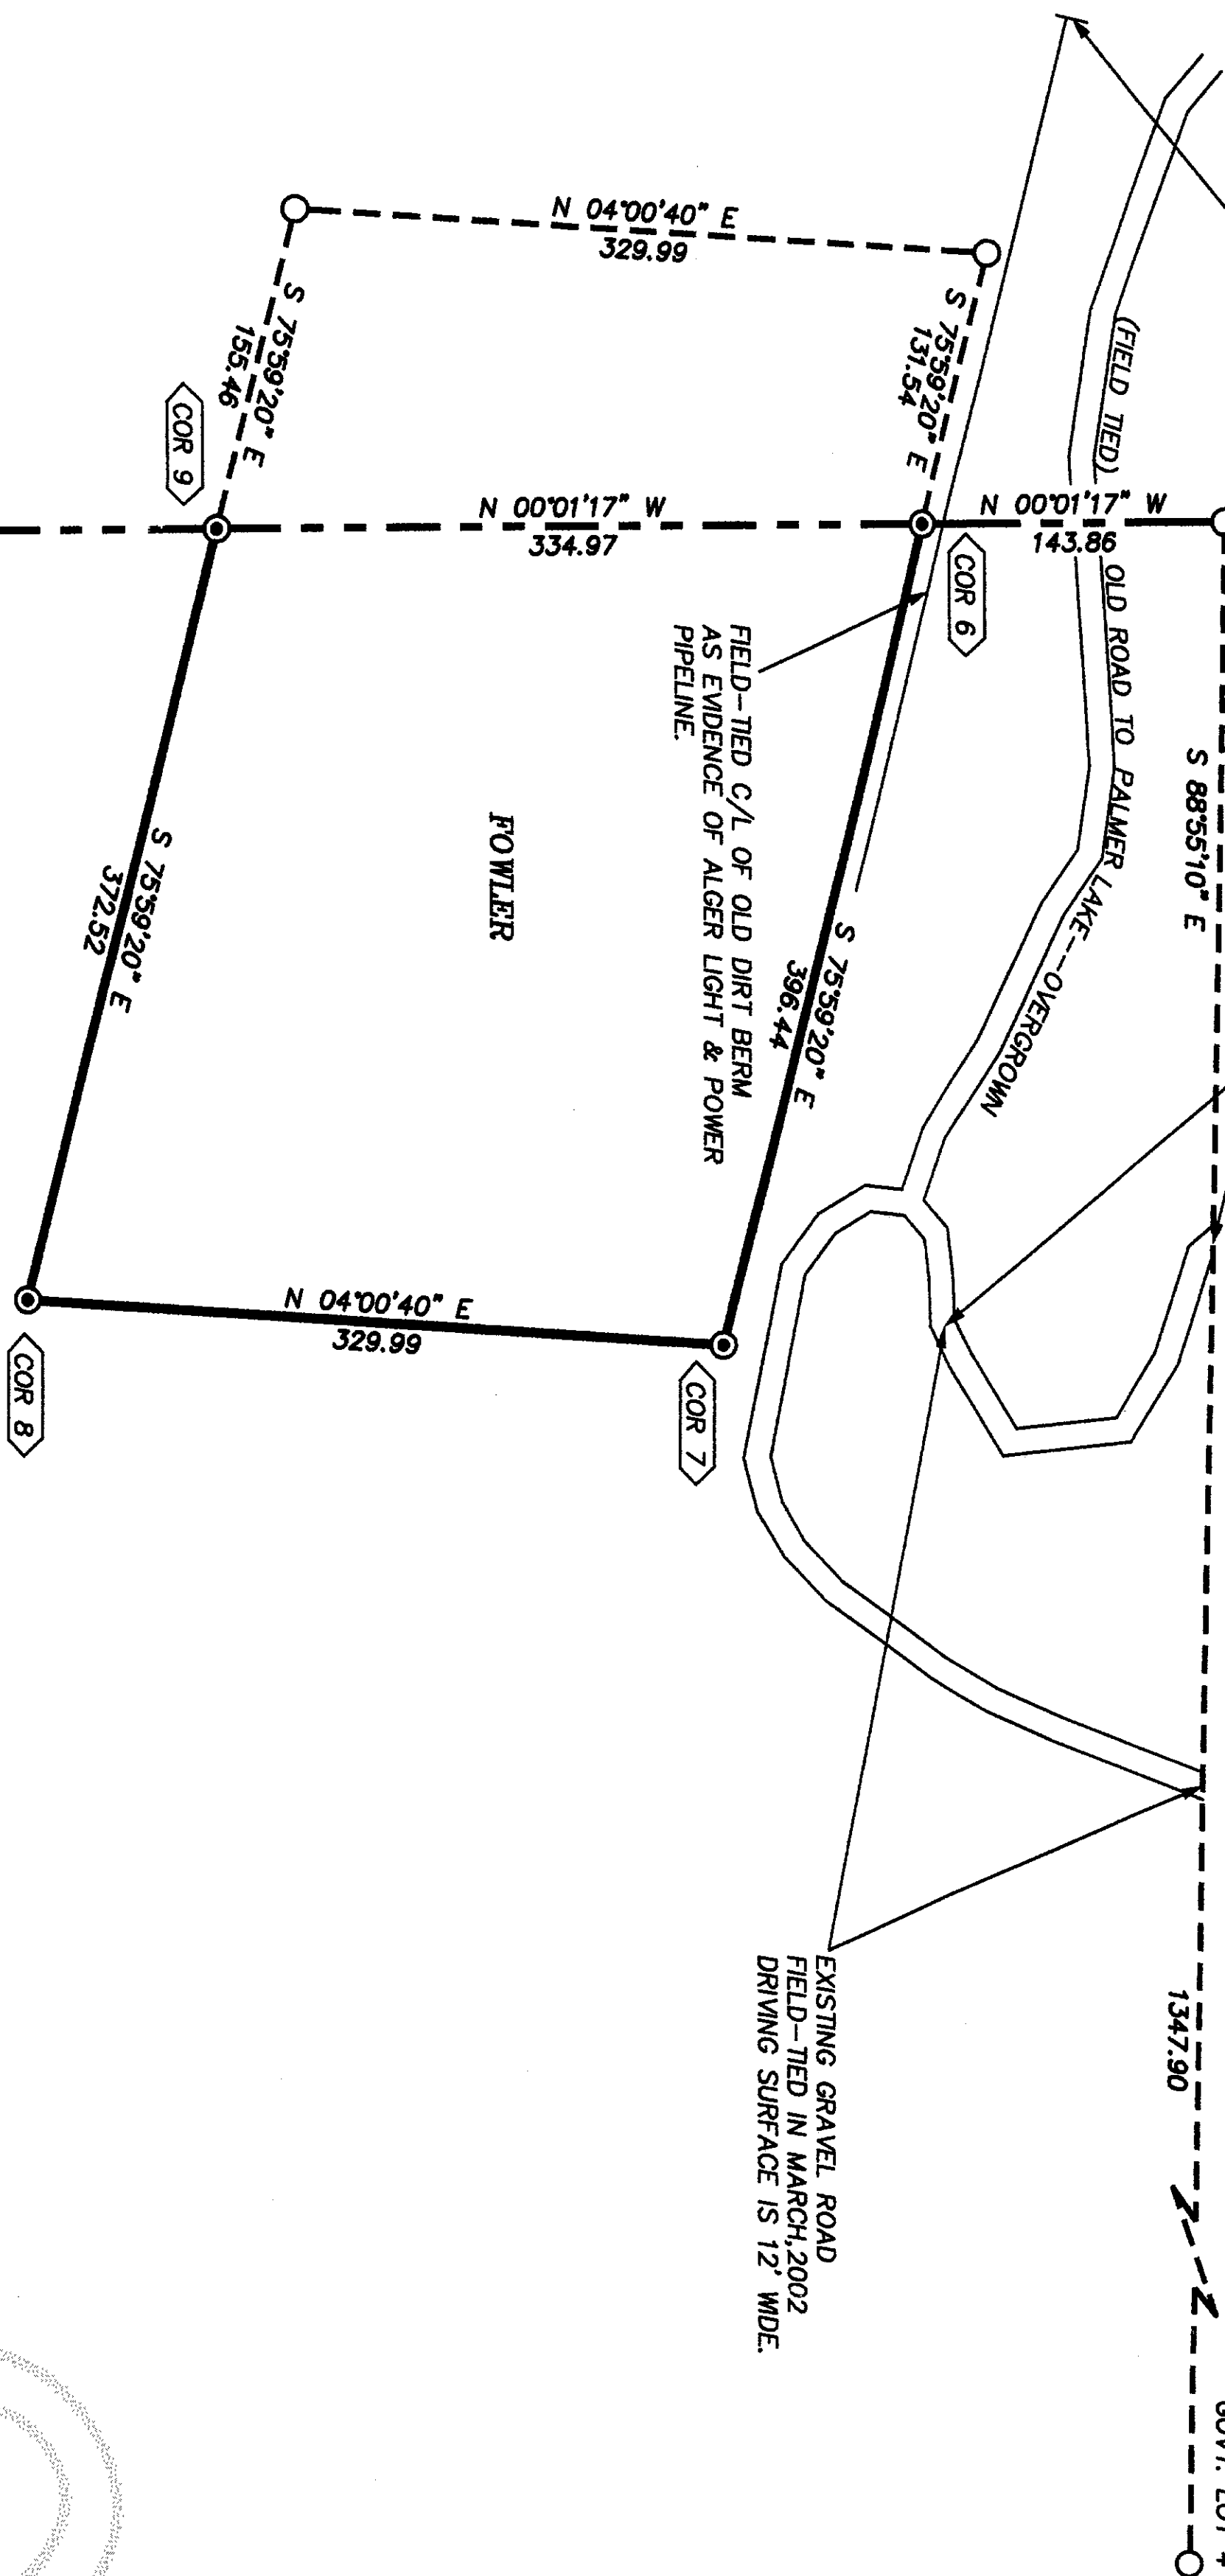 GOVT. LOT 4
S 88°55'10" E
1347.90
(FIELD TIED)
OLD ROAD TO PALMER LAKE--OVERGROWN
N 00°01'17" W
143.86
S 75°59'20" E
131.54
N 04°00'40" E
329.99
COR 6
S 75°59'20" E
396.44
FIELD-TIED C/L OF OLD DIRT BERM
AS EVIDENCE OF ALGER LIGHT & POWER
PIPELINE.
EXISTING GRAVEL ROAD
FIELD-TIED IN MARCH,2002
DRIVING SURFACE IS 12' WIDE.
COR 7
N 00°01'17" W
334.97
FOWLER
N 04°00'40" E
329.99
S 75°59'20" E
155.46
COR 9
S 75°59'20" E
372.52
COR 8